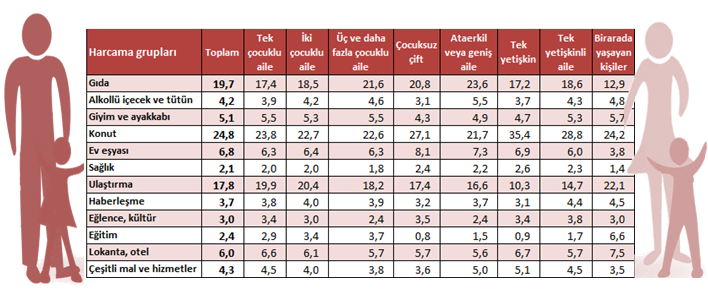 Harcama grupları Toplam Tek çocuklu aile İki çocuklu aile Üç ve daha fazla çocuklu aile Çocuksuz çift Ataerkil veya geniş aile Tek yetişkin Tek yetişkinli aile Birarada yaşayan kişiler
Gıda 19,7 17,4 18,5 21,6 20,8 23,6 17,2 18,6 12,9
Alkollü içecek ve tütün 4,2 3,9 4,2 4,6 3,1 5,5 3,7 4,3 4,8
Giyim ve ayakkabı 5,1 5,5 5,3 5,5 4,3 4,9 4,7 5,3 5,7
Konut 24,8 23,8 22,7 22,6 27,1 21,7 35,4 28,8 24,2
Ev eşyası 6,8 6,3 6,4 6,3 8,1 7,3 6,9 6,0 3,8
Sağlık 2,1 2,0 2,0 1,8 2,4 2,2 2,6 2,3 1,4
Ulaştırma 17,8 19,9 20,4 18,2 17,4 16,6 10,3 14,7 22,1
Haberleşme 3,7 3,8 4,0 3,9 3,2 3,7 3,1 4,4 4,5
Eğlence, kültür 3,0 3,4 3,0 2,4 3,5 2,4 3,4 3,8 3,0
Eğitim 2,4 2,9 3,4 3,7 0,8 1,5 0,9 1,7 6,6
Lokanta, otel 6,0 6,6 6,1 5,7 5,7 5,6 6,7 5,7 7,5
Çeşitli mal ve hizmetler 4,3 4,5 4,0 3,8 3,6 5,0 5,1 4,5 3,5